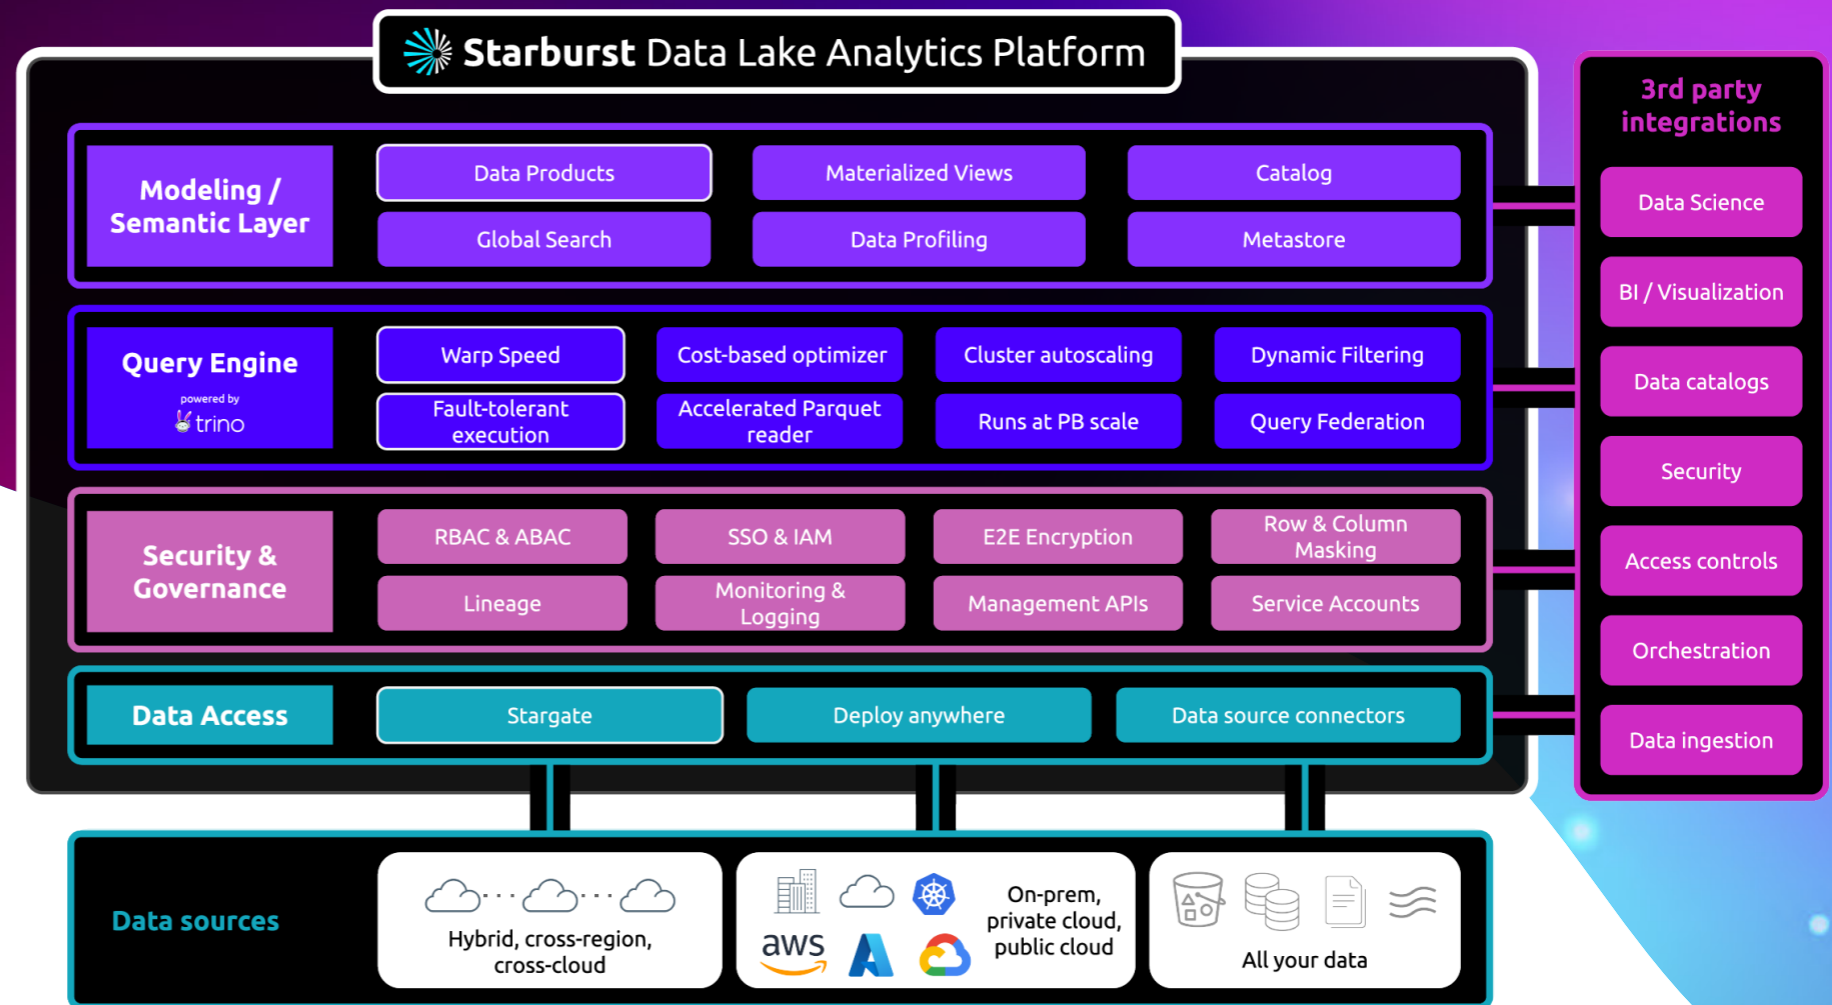 Starburst Data Lake Analytics Platform
3rd party
integrations
Modeling /
Semantic Layer
Data Products
Materialized Views
Catalog
Global Search
Data Profiling
Metastore
Query Engine
powered by
trino
Warp Speed
Cost-based optimizer
Cluster autoscaling
Dynamic Filtering
Fault-tolerant
execution
Accelerated Parquet
reader
Runs at PB scale
Query Federation
Security &
Governance
RBAC & ABAC
SSO & IAM
E2E Encryption
Row & Column
Masking
Lineage
Monitoring &
Logging
Management APIs
Service Accounts
Data Access
Stargate
Deploy anywhere
Data source connectors
Data Science
BI / Visualization
Data catalogs
Security
Access controls
Orchestration
Data ingestion
Data sources
Hybrid, cross-region,
cross-cloud
aws
On-prem,
private cloud,
public cloud
All your data